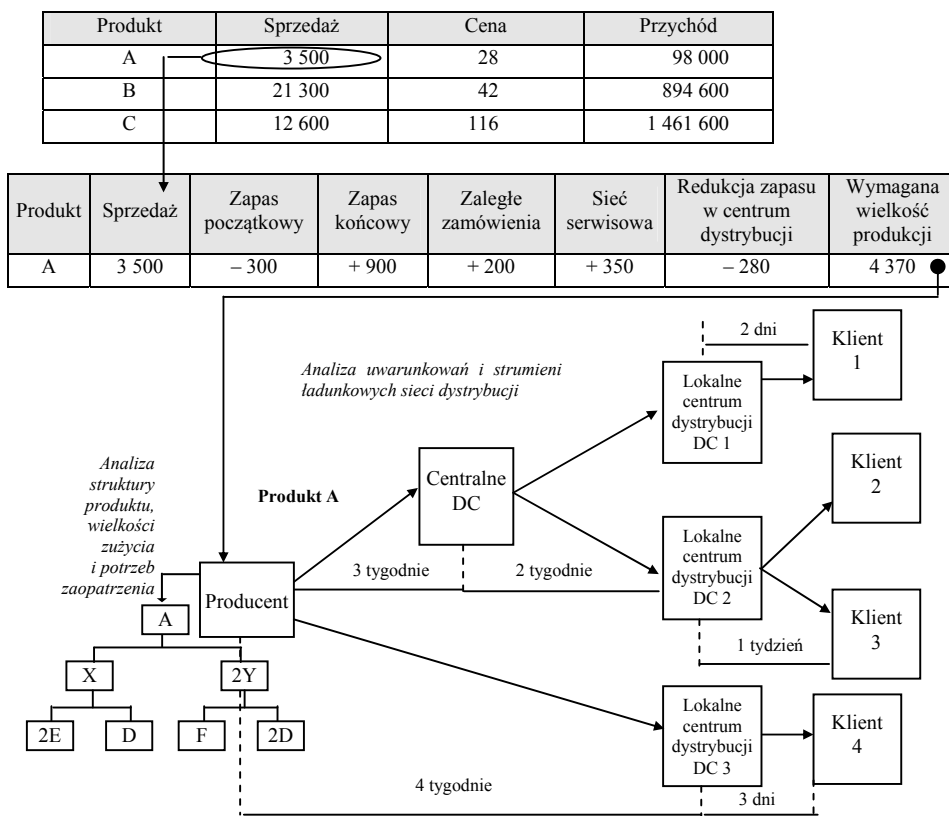 Produkt Sprzedaż Cena Przychód
A 3 500 28 98 000
B 21 300 42 894 600
C 12 600 116 1 461 600
Produkt Sprzedaż Zapas początkowy Zapas końcowy Zaległe zamówienia Sieć serwisowa Redukcja zapasu w centrum dystrybucji Wymagana wielkość produkcji
A 3 500 – 300 + 900 + 200 + 350 – 280 4 370
Analiza uwarunkowań i strumieni
ładunkowych sieci dystrybucji
2 dni
Klient
1
Lokalne
centrum
dystrybucji
DC 1
Analiza
struktury
produktu,
wielkości
zużycia
i potrzeb
zaopatrzenia
Produkt A
Centralne
DC
Klient
2
Lokalne
centrum
dystrybucji
DC 2
3 tygodnie
2 tygodnie
Producent
Klient
3
1 tydzień
A
X 2Y
2E D F 2D
Lokalne
centrum
dystrybucji
DC 3
Klient
4
4 tygodnie
3 dni